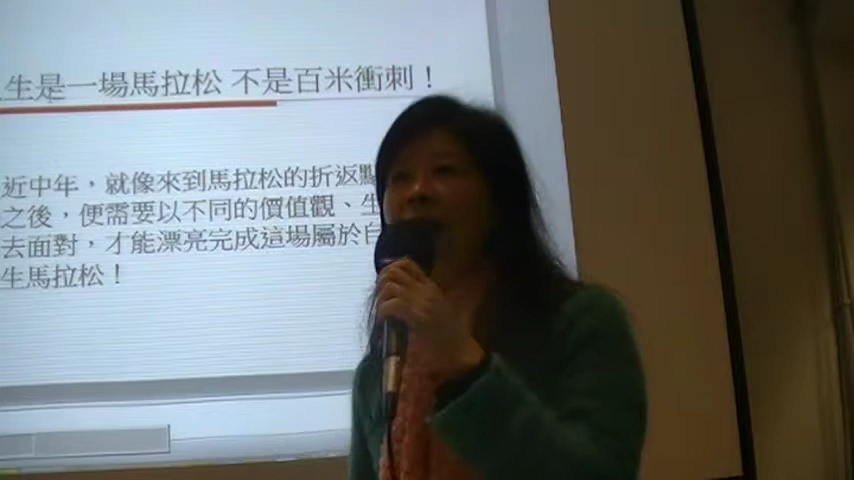 生是一場馬拉松 不是百米衝刺！
近中年，就像來到馬拉松的折返點
之後，便需要以不同的價值觀、生
去面對，才能漂亮完成這場屬於自
生馬拉松！